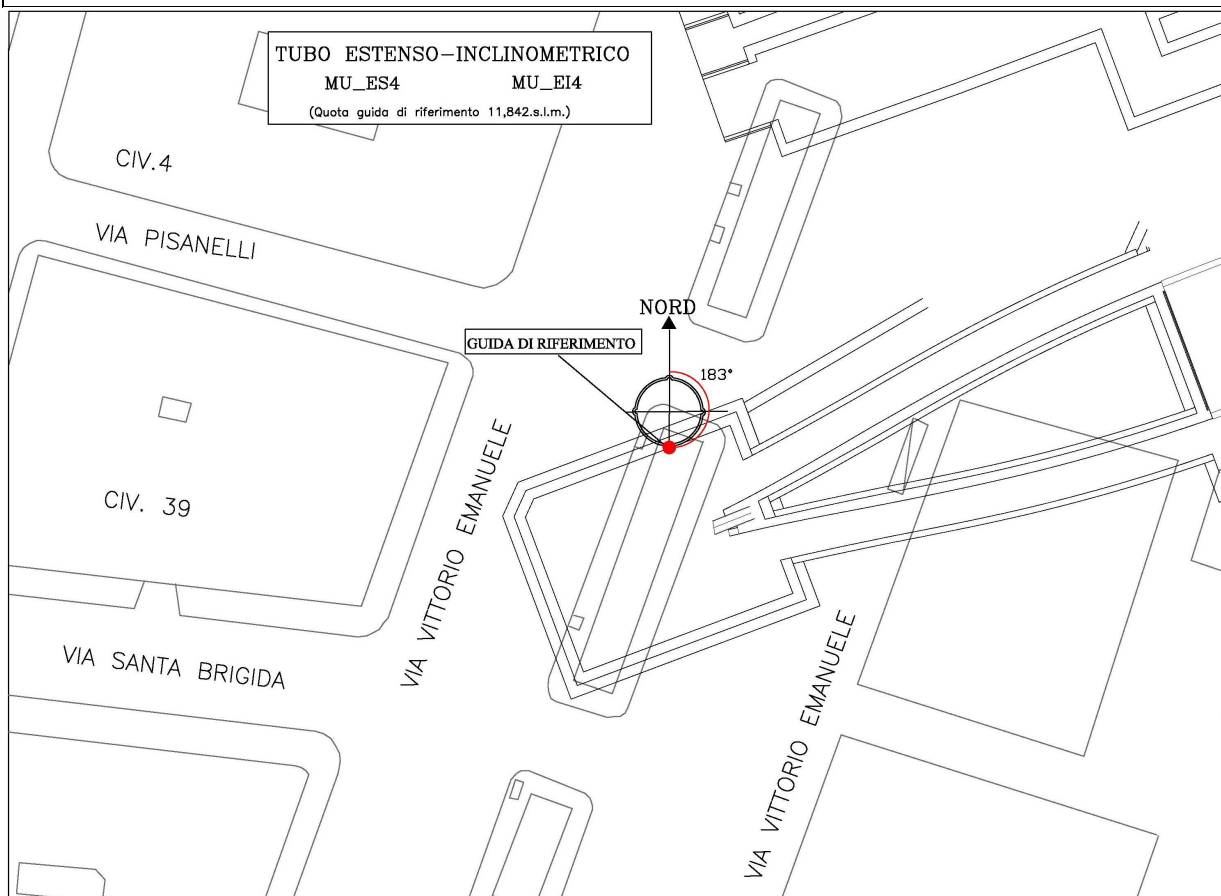 TUBO ESTENSO-INCLINOMETRICO
MU_ES4 MU_EI4
(Quota guida di riferimento 11,842.s.l.m.)
CIV.4
VIA PISANELLI
NORD
GUIDA DI RIFERIMENTO
183°
CIV. 39
VIA VITTORIO EMANUELE
VIA SANTA BRIGIDA
VIA VITTORIO EMANUELE